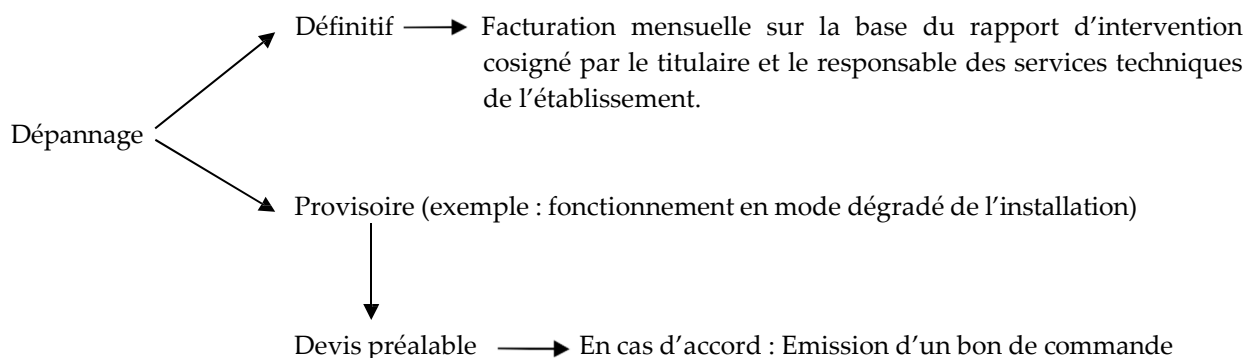 Définitif
Facturation mensuelle sur la base du rapport d’intervention
cosigné par le titulaire et le responsable des services techniques
de l’établissement.
Dépannage
Provisoire (exemple : fonctionnement en mode dégradé de l’installation)
Devis préalable
En cas d’accord : Emission d’un bon de commande